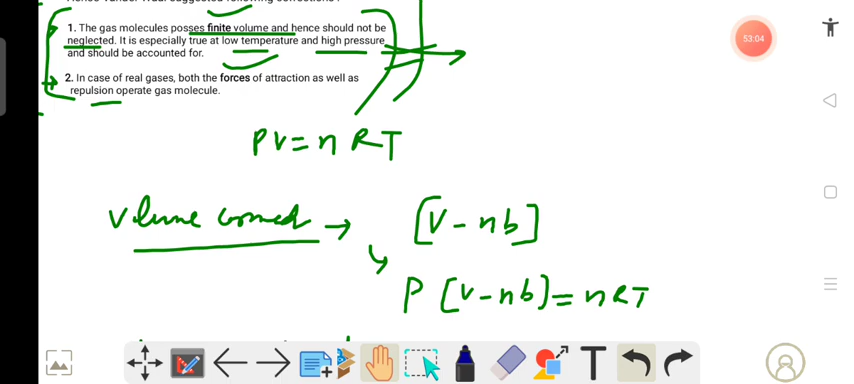 53:04
1. The gas molecules posses finite volume and hence should not be
neglected. It is especially true at low temperature and high pressure
and should be accounted for.
2. In case of real gases, both the forces of attraction as well as
repulsion operate gas molecule.
PV = nRT
Volume → [V - nb]
P [V - nb] = nRT
T